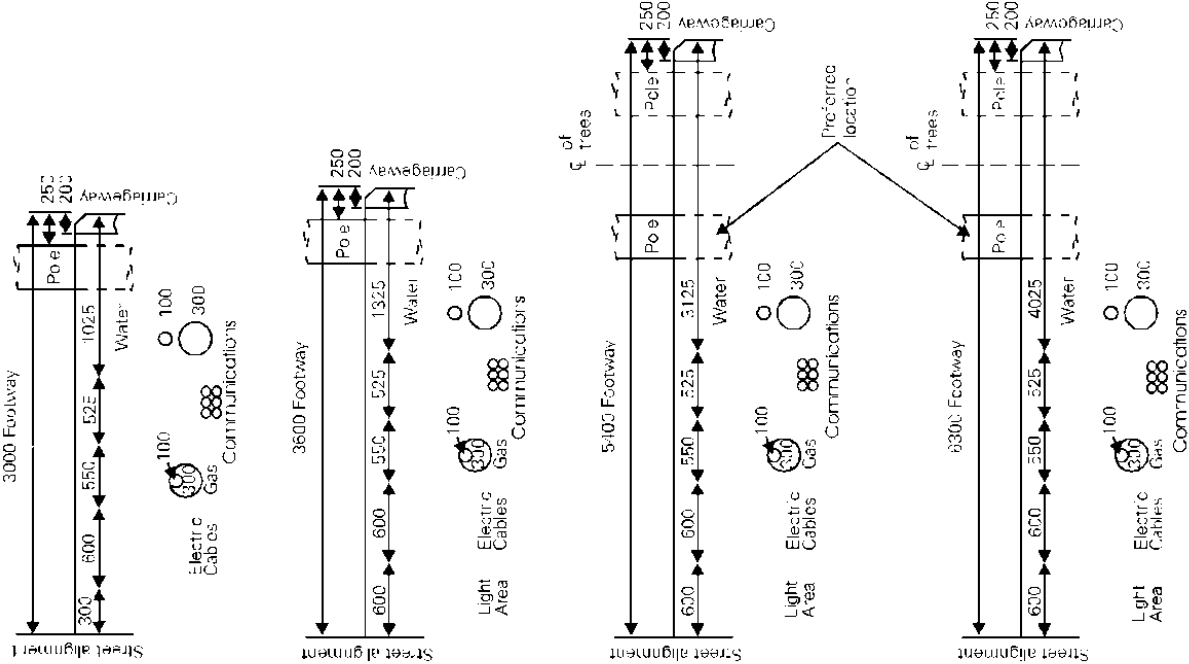 3000 Footway
250
200
Carriageway
Pole
1025
525
550
600
300
Water
100
300
Communications
100
300
Gas
Electric
Cables
Street alignment
3600 Footway
250
200
Carriageway
Pole
1325
525
550
600
600
Water
100
300
Communications
100
300
Gas
Electric
Cables
Light
Area
Street alignment
5400 Footway
250
200
Carriageway
Pole
℄ of
trees
Pole
3125
525
550
600
600
Water
100
300
Communications
100
300
Gas
Electric
Cables
Light
Area
Street alignment
Preferred
location
6300 Footway
250
200
Carriageway
Pole
℄ of
trees
Pole
4025
525
550
600
600
Water
100
300
Communications
100
300
Gas
Electric
Cables
Light
Area
Street alignment